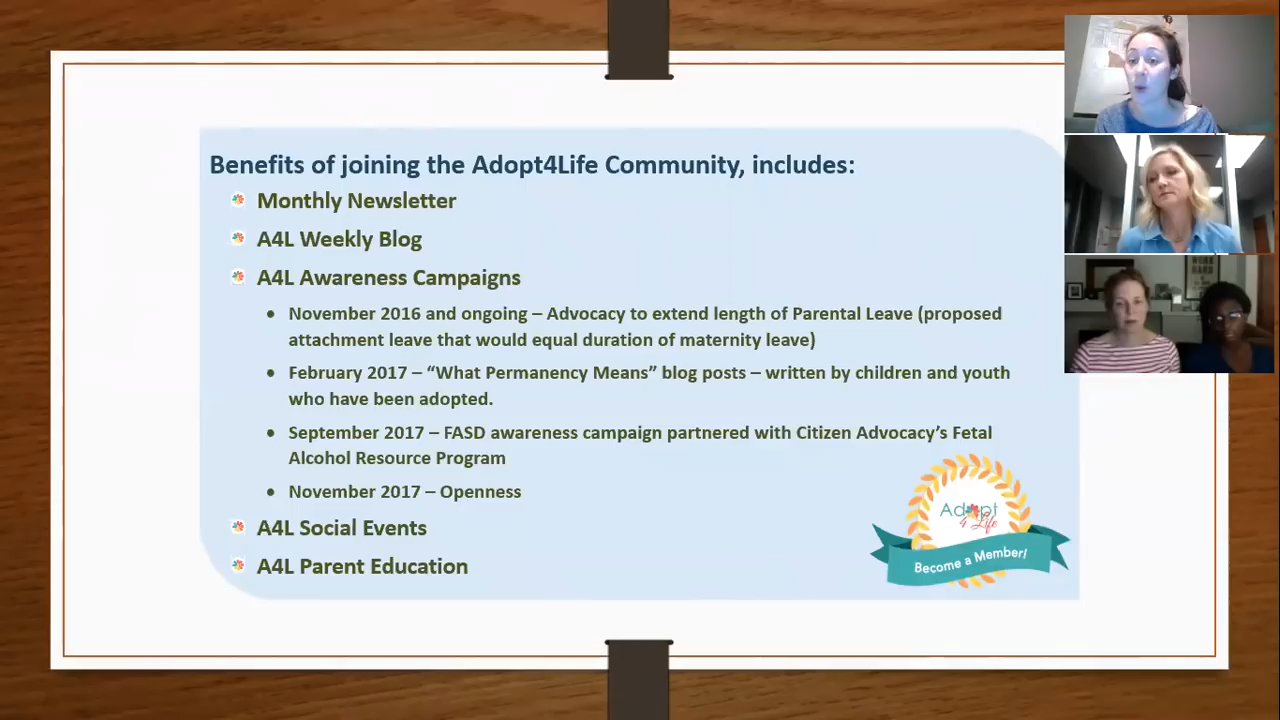 Benefits of joining the Adopt4Life Community, includes:
Monthly Newsletter
A4L Weekly Blog
A4L Awareness Campaigns
• November 2016 and ongoing – Advocacy to extend length of Parental Leave (proposed
attachment leave that would equal duration of maternity leave)
• February 2017 – “What Permanency Means” blog posts – written by children and youth
who have been adopted.
• September 2017 – FASD awareness campaign partnered with Citizen Advocacy’s Fetal
Alcohol Resource Program
• November 2017 – Openness
A4L Social Events
A4L Parent Education
Adopt
4 Life
Become a Member!
WORK
HARD